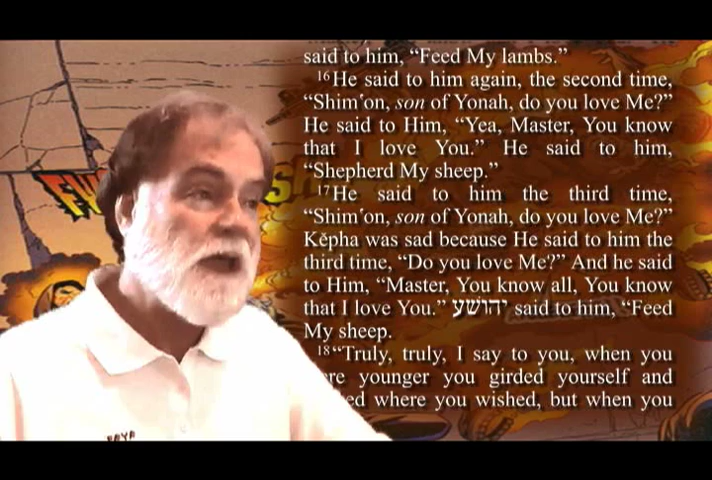 said to him, “Feed My lambs.”
16He said to him again, the second time,
“Shim‛on, son of Yonah, do you love Me?”
He said to Him, “Yea, Master, You know
that I love You.” He said to him,
“Shepherd My sheep.”
17He said to him the third time,
“Shim‛on, son of Yonah, do you love Me?”
Kĕpha was sad because He said to him the
third time, “Do you love Me?” And he said
to Him, “Master, You know all, You know
that I love You.” יהושע said to him, “Feed
My sheep.
18“Truly, truly, I say to you, when you
younger you girded yourself and
where you wished, but when you